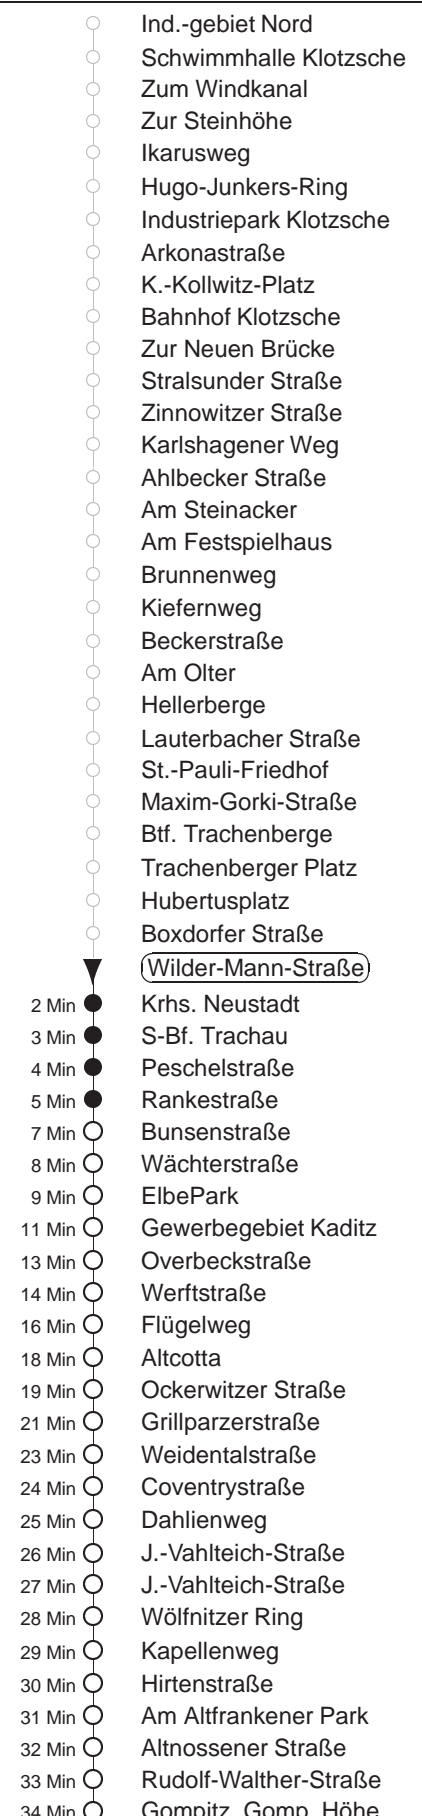 Ind.-gebiet Nord
Schwimmhalle Klotzsche
Zum Windkanal
Zur Steinhöhe
Ikarusweg
Hugo-Junkers-Ring
Industriepark Klotzsche
Arkonastraße
K.-Kollwitz-Platz
Bahnhof Klotzsche
Zur Neuen Brücke
Stralsunder Straße
Zinnowitzer Straße
Karlshagener Weg
Ahlbecker Straße
Am Steinacker
Am Festspielhaus
Brunnenweg
Kiefernweg
Beckerstraße
Am Olter
Hellerberge
Lauterbacher Straße
St.-Pauli-Friedhof
Maxim-Gorki-Straße
Btf. Trachenberge
Trachenberger Platz
Hubertusplatz
Boxdorfer Straße
Wilder-Mann-Straße
2 Min Krhs. Neustadt
3 Min S-Bf. Trachau
4 Min Peschelstraße
5 Min Rankestraße
7 Min Bunsenstraße
8 Min Wächterstraße
9 Min ElbePark
11 Min Gewerbegebiet Kaditz
13 Min Overbeckstraße
14 Min Werftstraße
16 Min Flügelweg
18 Min Altcotta
19 Min Ockerwitzer Straße
21 Min Grillparzerstraße
23 Min Weidentalstraße
24 Min Coventrystraße
25 Min Dahlienweg
26 Min J.-Vahlteich-Straße
27 Min J.-Vahlteich-Straße
28 Min Wölfnitzer Ring
29 Min Kapellenweg
30 Min Hirtenstraße
31 Min Am Altfrankener Park
32 Min Altnossener Straße
33 Min Rudolf-Walther-Straße
34 Min Gompitz, Gomp. Höhe